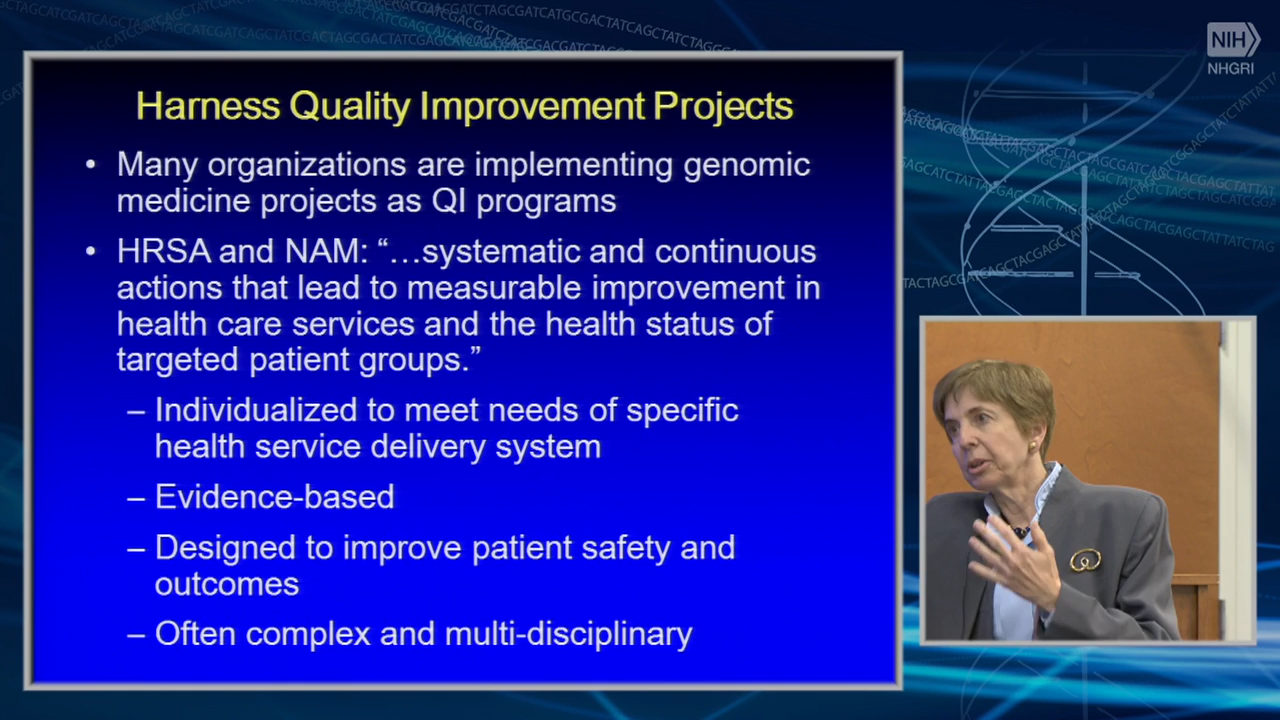 NIH
NHGRI
Harness Quality Improvement Projects
• Many organizations are implementing genomic
medicine projects as QI programs
• HRSA and NAM: “…systematic and continuous
actions that lead to measurable improvement in
health care services and the health status of
targeted patient groups.”
– Individualized to meet needs of specific
health service delivery system
– Evidence-based
– Designed to improve patient safety and
outcomes
– Often complex and multi-disciplinary